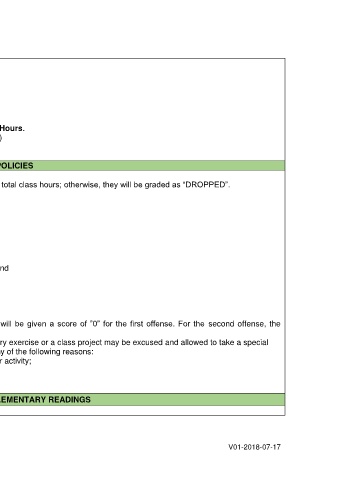 Hours.
)
POLICIES
total class hours; otherwise, they will be graded as “DROPPED”.
nd
will be given a score of ”0” for the first offense. For the second offense, the
ry exercise or a class project may be excused and allowed to take a special
y of the following reasons:
r activity;
LEMENTARY READINGS
V01-2018-07-17